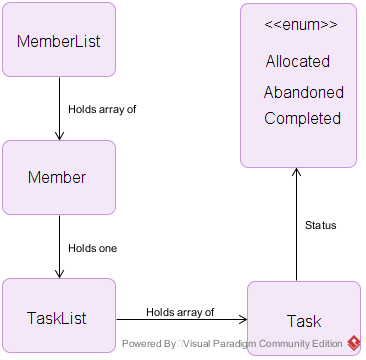 MemberList
<<enum>>
Allocated
Abandoned
Completed
Holds array of
Member
Holds one
Status
TaskList
Holds array of
Task
Powered By Visual Paradigm Community Edition